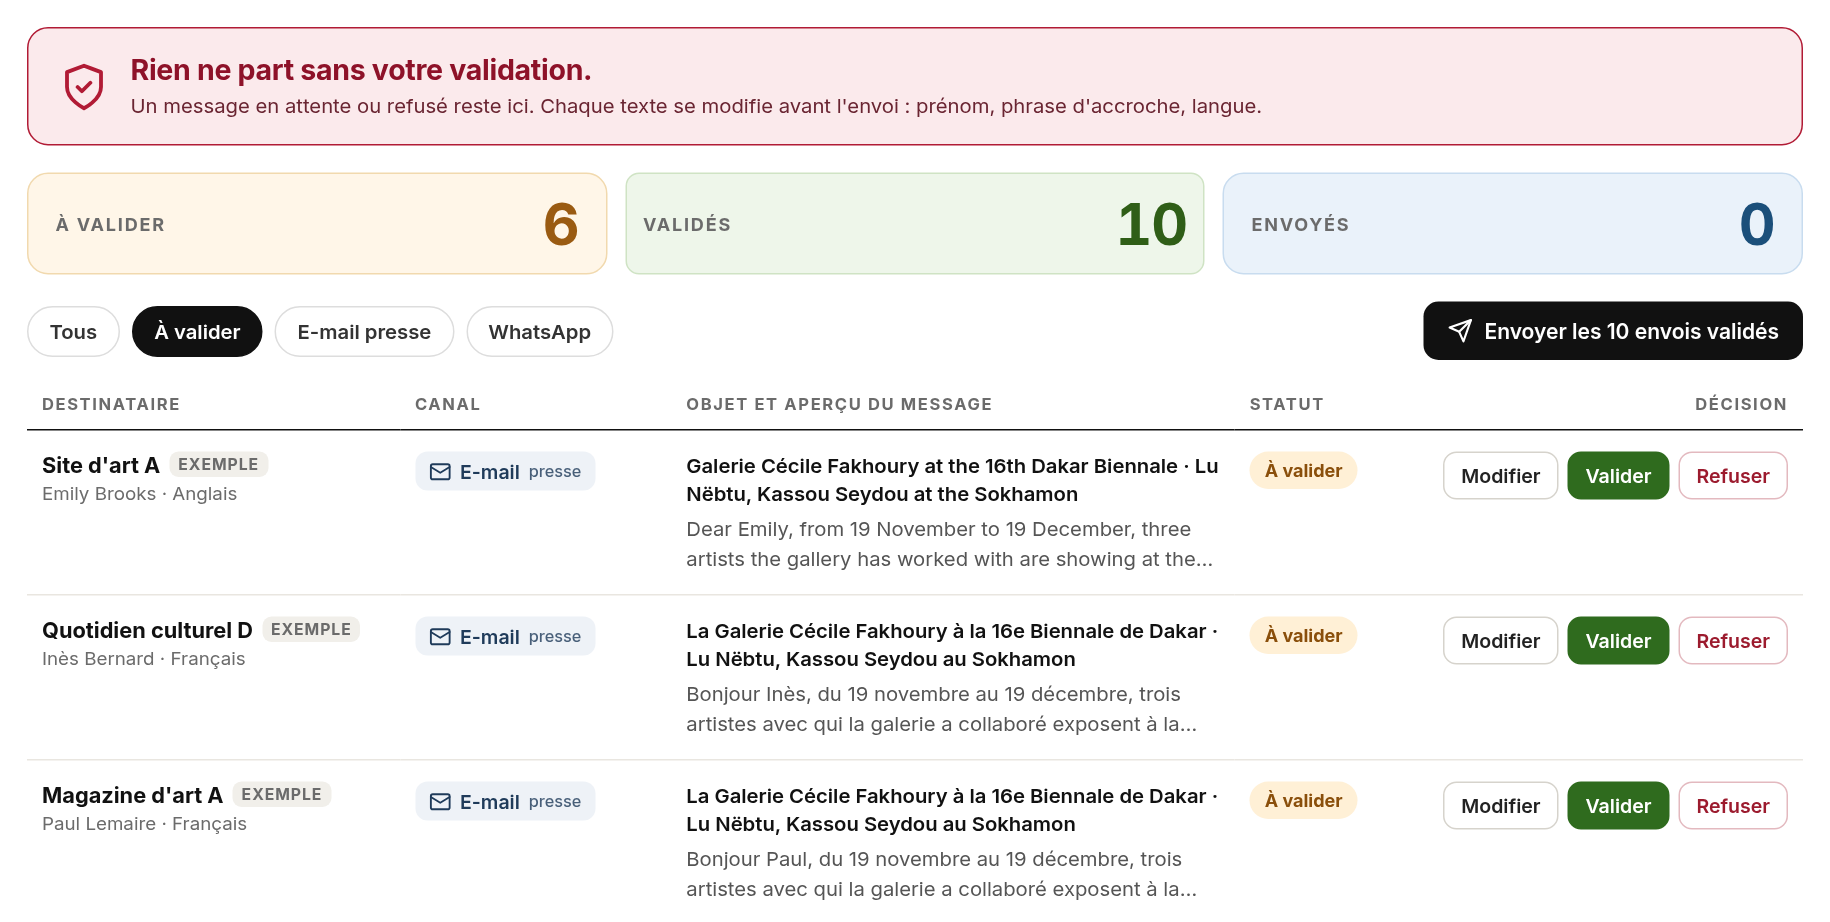 Rien ne part sans votre validation.
Un message en attente ou refusé reste ici. Chaque texte se modifie avant l'envoi : prénom, phrase d'accroche, langue.
À VALIDER 6
VALIDÉS 10
ENVOYÉS 0
Tous À valider E-mail presse WhatsApp Envoyer les 10 envois validés
DESTINATAIRE CANAL OBJET ET APERÇU DU MESSAGE STATUT DÉCISION
Site d'art A EXEMPLE
Emily Brooks · Anglais
E-mail presse
Galerie Cécile Fakhoury at the 16th Dakar Biennale · Lu
Nëbtu, Kassou Seydou at the Sokhamon
Dear Emily, from 19 November to 19 December, three
artists the gallery has worked with are showing at the...
À valider
Modifier Valider Refuser
Quotidien culturel D EXEMPLE
Inès Bernard · Français
E-mail presse
La Galerie Cécile Fakhoury à la 16e Biennale de Dakar ·
Lu Nëbtu, Kassou Seydou au Sokhamon
Bonjour Inès, du 19 novembre au 19 décembre, trois
artistes avec qui la galerie a collaboré exposent à la...
À valider
Modifier Valider Refuser
Magazine d'art A EXEMPLE
Paul Lemaire · Français
E-mail presse
La Galerie Cécile Fakhoury à la 16e Biennale de Dakar ·
Lu Nëbtu, Kassou Seydou au Sokhamon
Bonjour Paul, du 19 novembre au 19 décembre, trois
artistes avec qui la galerie a collaboré exposent à la...
À valider
Modifier Valider Refuser